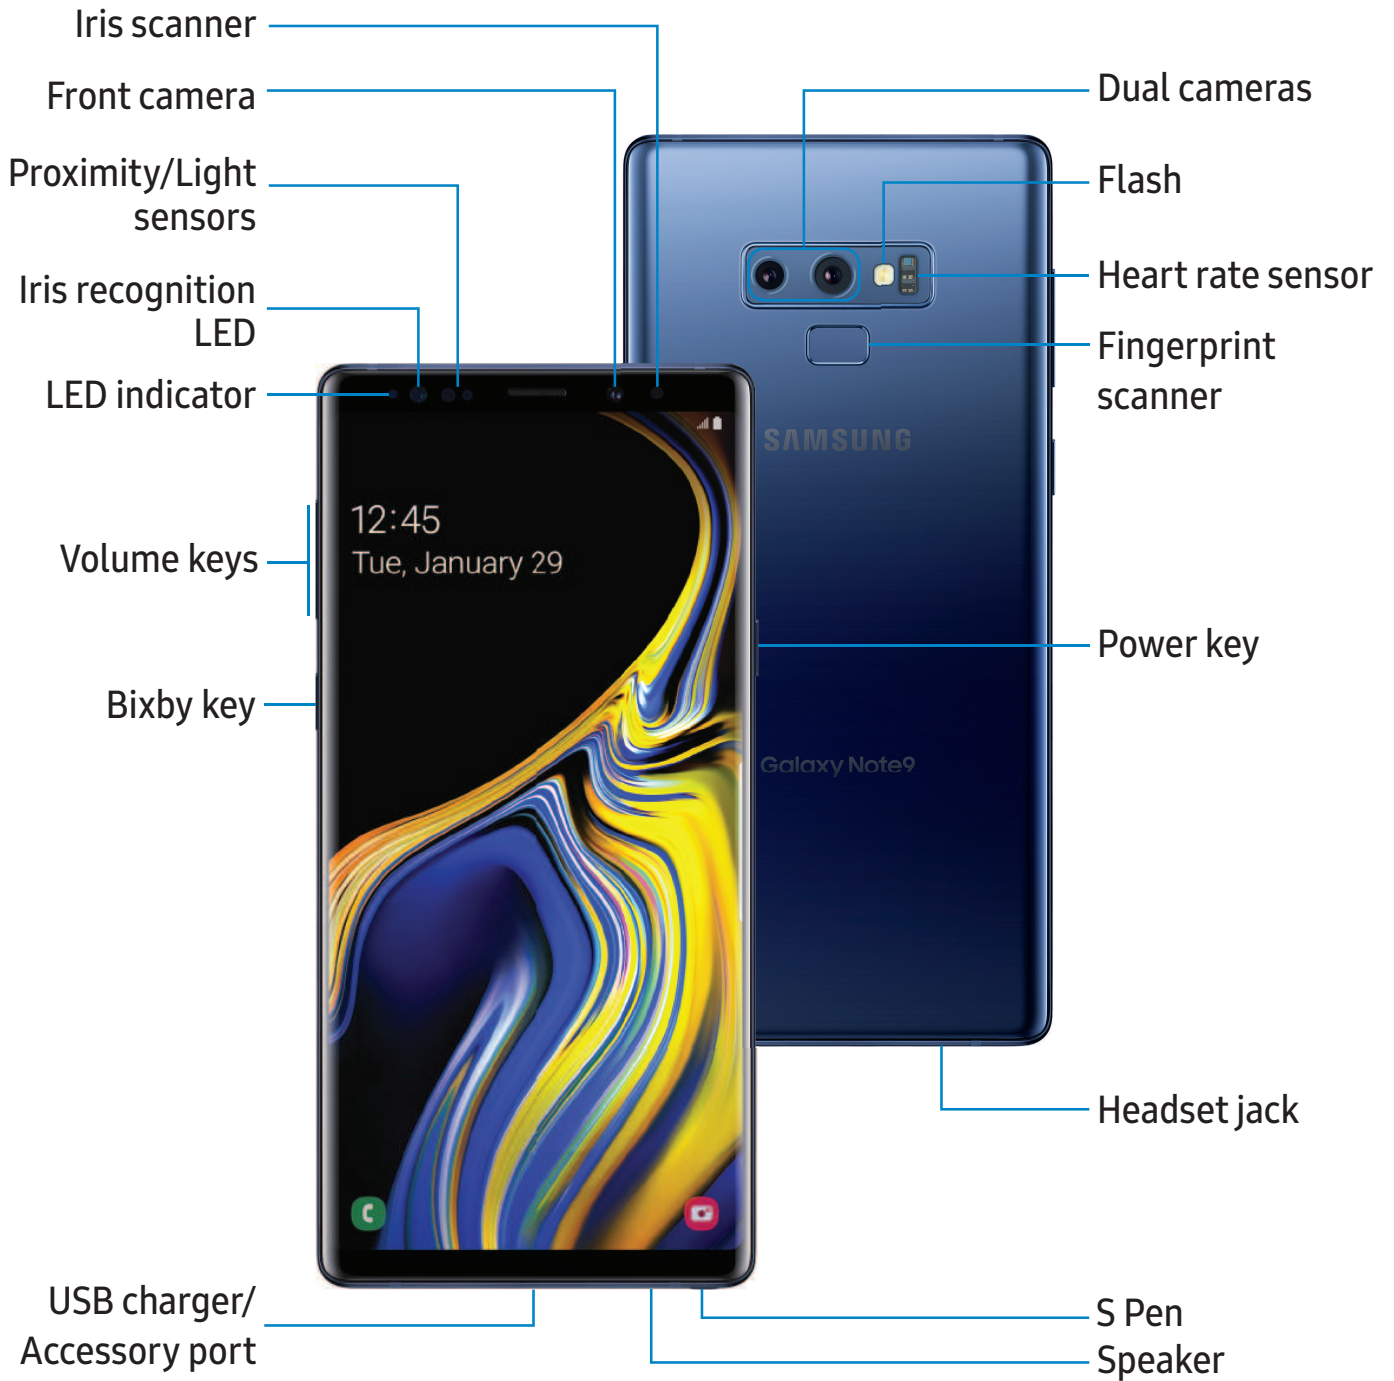 Iris scanner
Front camera
Proximity/Light
sensors
Iris recognition
LED
LED indicator
Volume keys
Bixby key
USB charger/
Accessory port
12:45
Tue, January 29
SAMSUNG
Galaxy Note9
Dual cameras
Flash
Heart rate sensor
Fingerprint
scanner
Power key
Headset jack
S Pen
Speaker